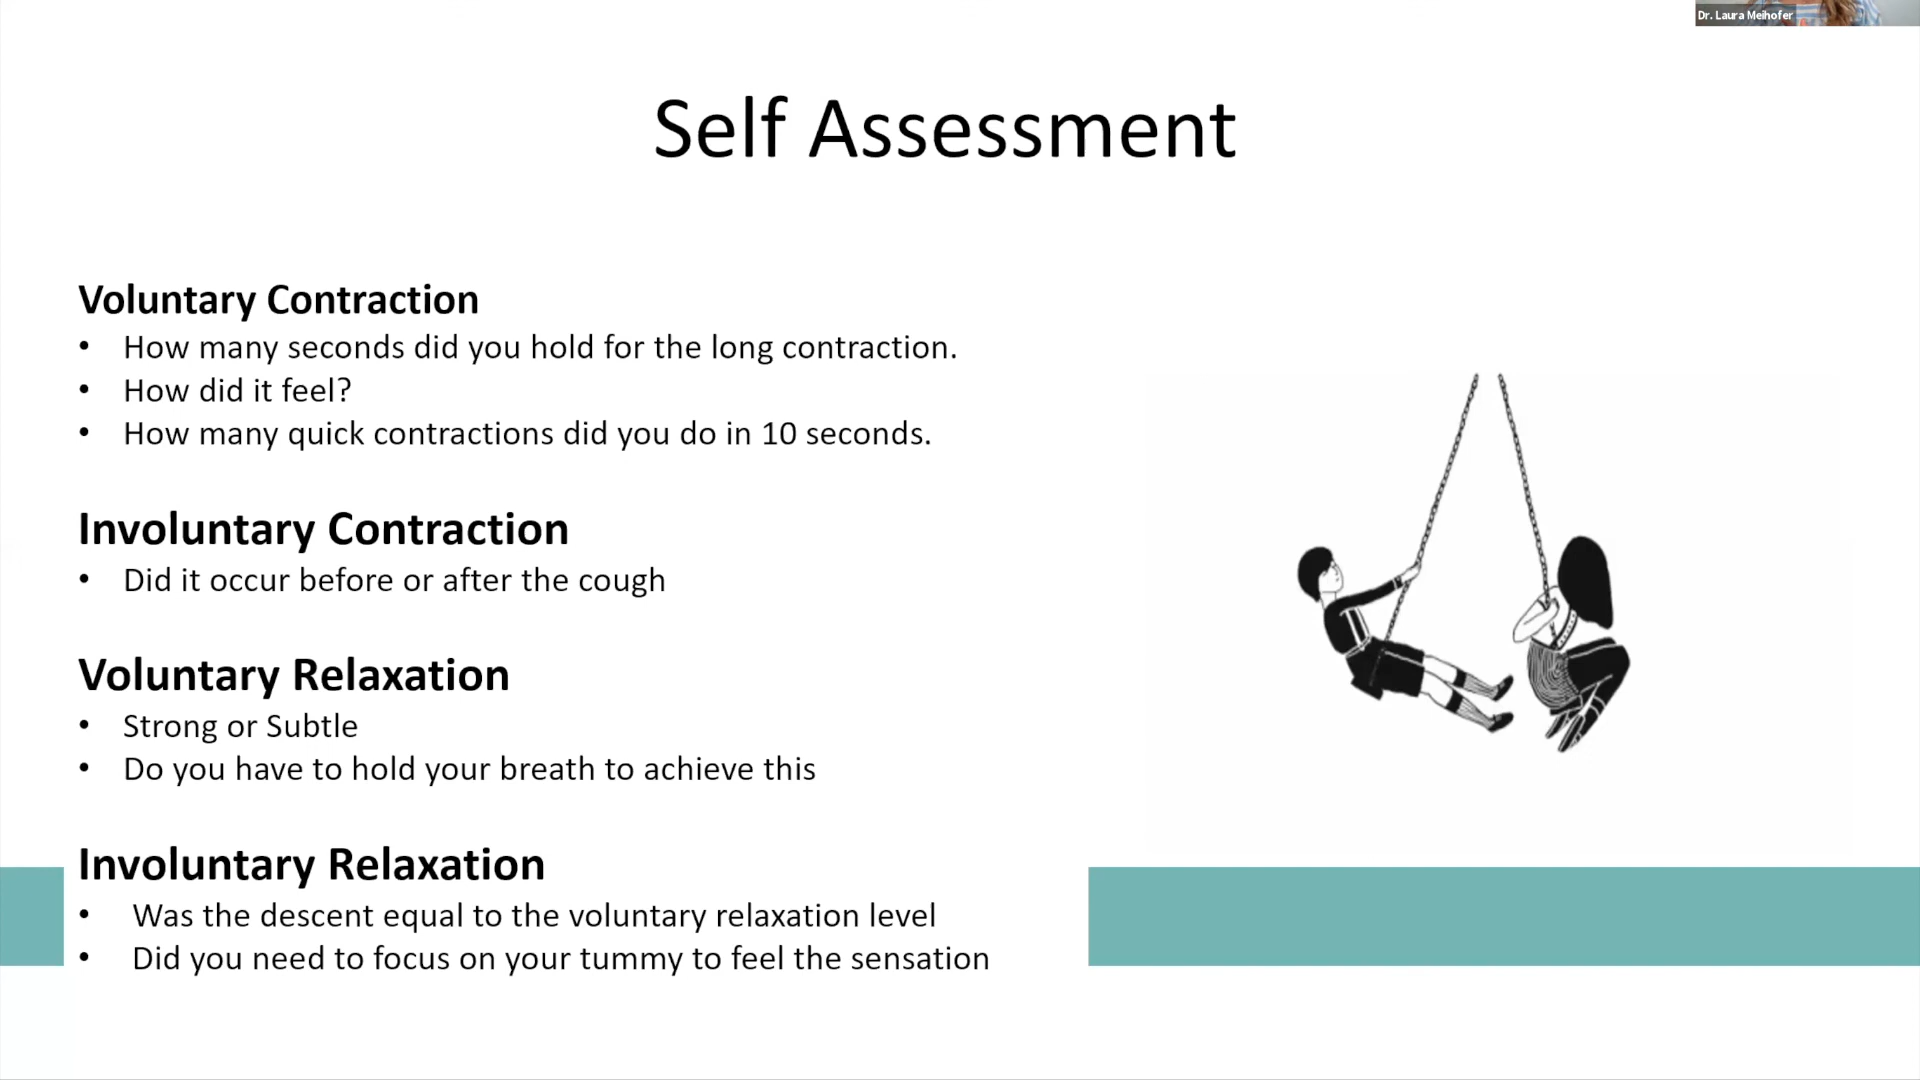 Dr. Laura Meihofer
Self Assessment
Voluntary Contraction
• How many seconds did you hold for the long contraction.
• How did it feel?
• How many quick contractions did you do in 10 seconds.
Involuntary Contraction
• Did it occur before or after the cough
Voluntary Relaxation
• Strong or Subtle
• Do you have to hold your breath to achieve this
Involuntary Relaxation
• Was the descent equal to the voluntary relaxation level
• Did you need to focus on your tummy to feel the sensation